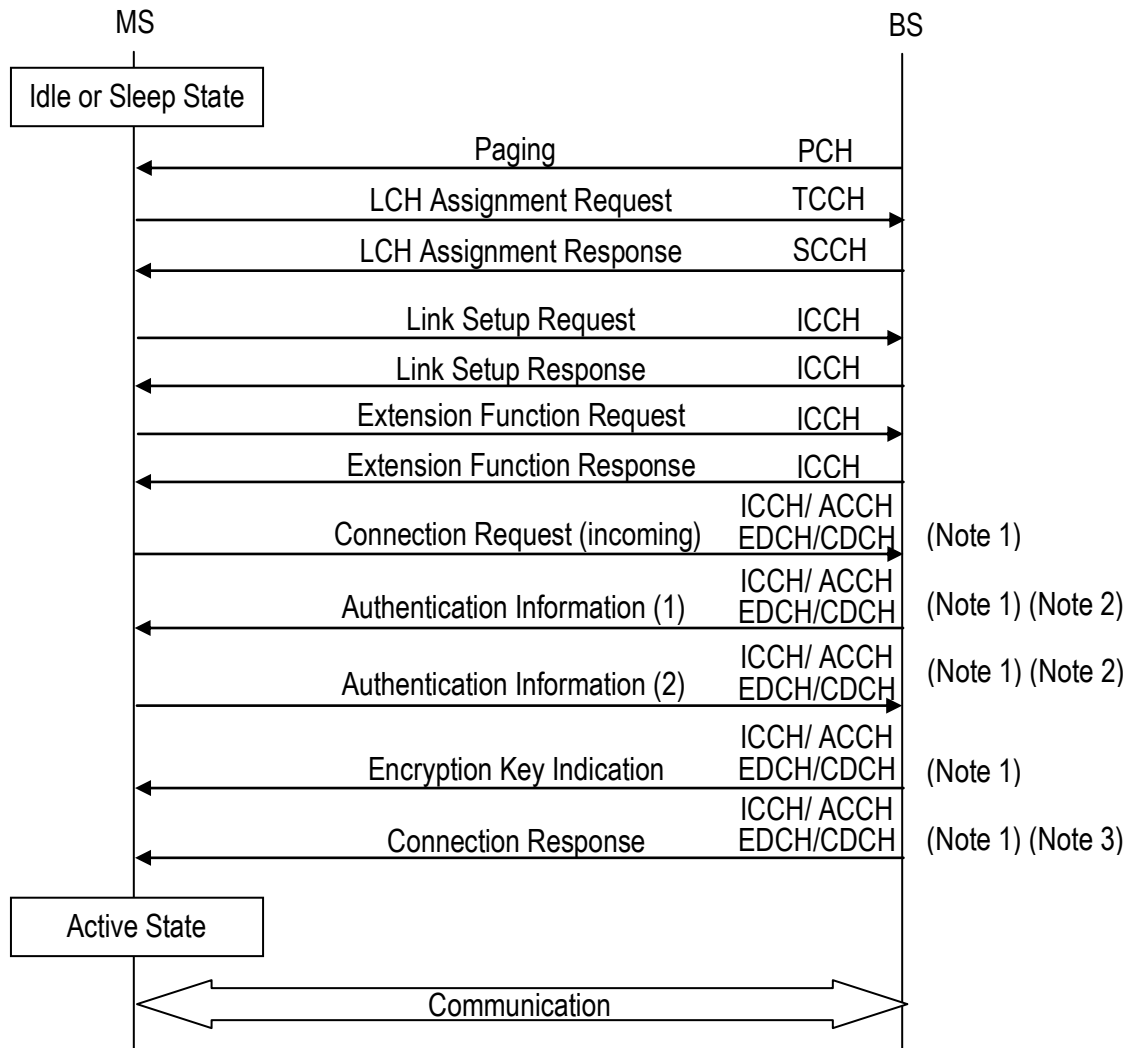 MS
BS
Idle or Sleep State
Paging PCH
LCH Assignment Request TCCH
LCH Assignment Response SCCH
Link Setup Request ICCH
Link Setup Response ICCH
Extension Function Request ICCH
Extension Function Response ICCH
ICCH/ ACCH
Connection Request (incoming) EDCH/CDCH (Note 1)
ICCH/ ACCH
Authentication Information (1) EDCH/CDCH (Note 1) (Note 2)
ICCH/ ACCH
Authentication Information (2) EDCH/CDCH (Note 1) (Note 2)
ICCH/ ACCH
Encryption Key Indication EDCH/CDCH (Note 1)
ICCH/ ACCH
Connection Response EDCH/CDCH (Note 1) (Note 3)
Active State
Communication